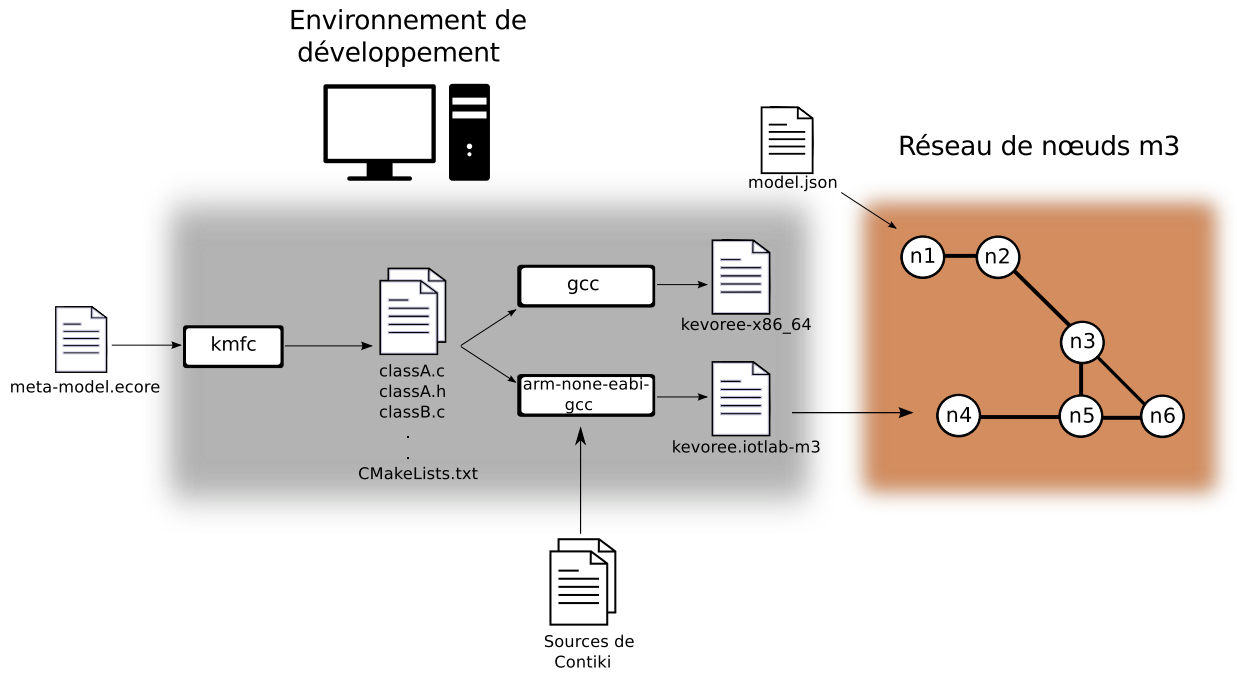 Environnement de
développement
model.json
Réseau de nœuds m3
meta-model.ecore
kmfc
classA.c
classA.h
classB.c
.
.
CMakeLists.txt
gcc
kevoree-x86_64
arm-none-eabi-
gcc
kevoree.iotlab-m3
Sources de
Contiki
n1
n2
n3
n4
n5
n6